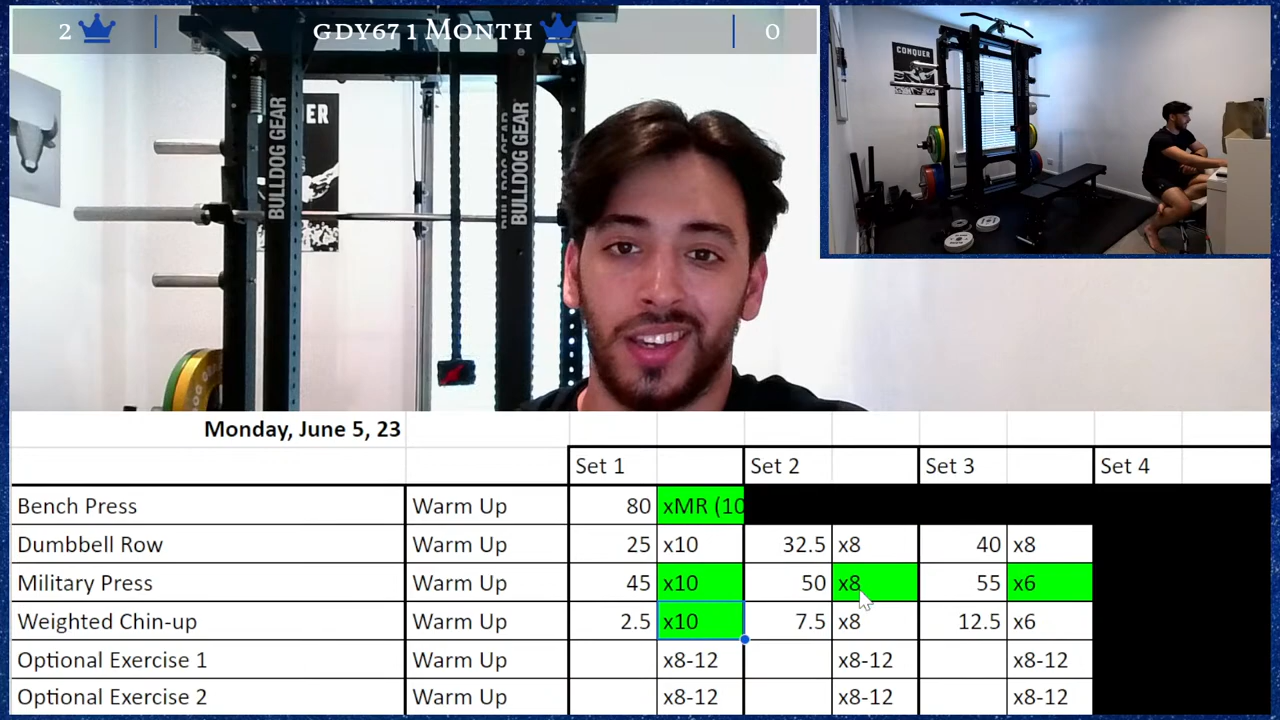 2
GDY67 1 MONTH
0
ER
BULLDOG GEAR
BULLDOG GEAR
CONQUER
Monday, June 5, 23
Set 1 Set 2 Set 3 Set 4
Bench Press Warm Up 80 xMR (10
Dumbbell Row Warm Up 25 x10 32.5 x8 40 x8
Military Press Warm Up 45 x10 50 x8 55 x6
Weighted Chin-up Warm Up 2.5 x10 7.5 x8 12.5 x6
Optional Exercise 1 Warm Up x8-12 x8-12 x8-12
Optional Exercise 2 Warm Up x8-12 x8-12 x8-12